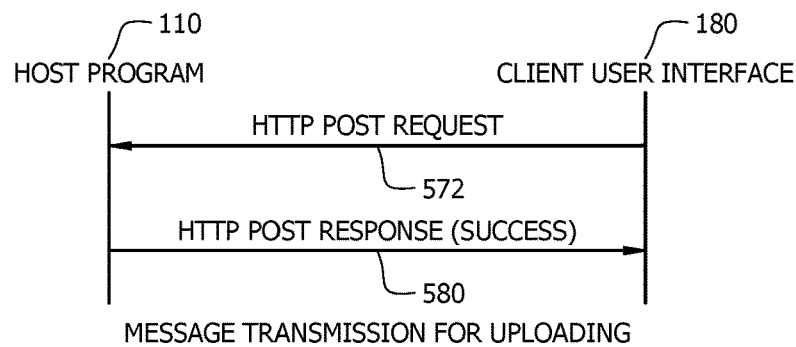 110
180
HOST PROGRAM
CLIENT USER INTERFACE
HTTP POST REQUEST
572
HTTP POST RESPONSE (SUCCESS)
580
MESSAGE TRANSMISSION FOR UPLOADING